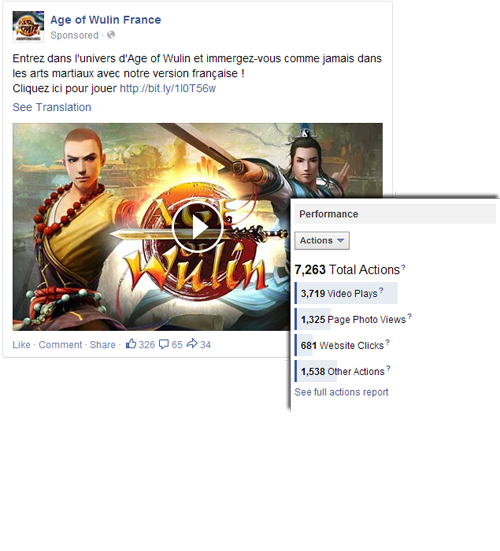 Age of Wulin France
Sponsored ·
Entrez dans l'univers d'Age of Wulin et immergez-vous comme jamais dans
les arts martiaux avec notre version française !
Cliquez ici pour jouer http://bit.ly/1I0T56w
See Translation
AGE
OF
Wulin
Like · Comment · Share · 326 65 34
Performance
Actions
7,263 Total Actions?
3,719 Video Plays?
1,325 Page Photo Views?
681 Website Clicks?
1,538 Other Actions?
See full actions report